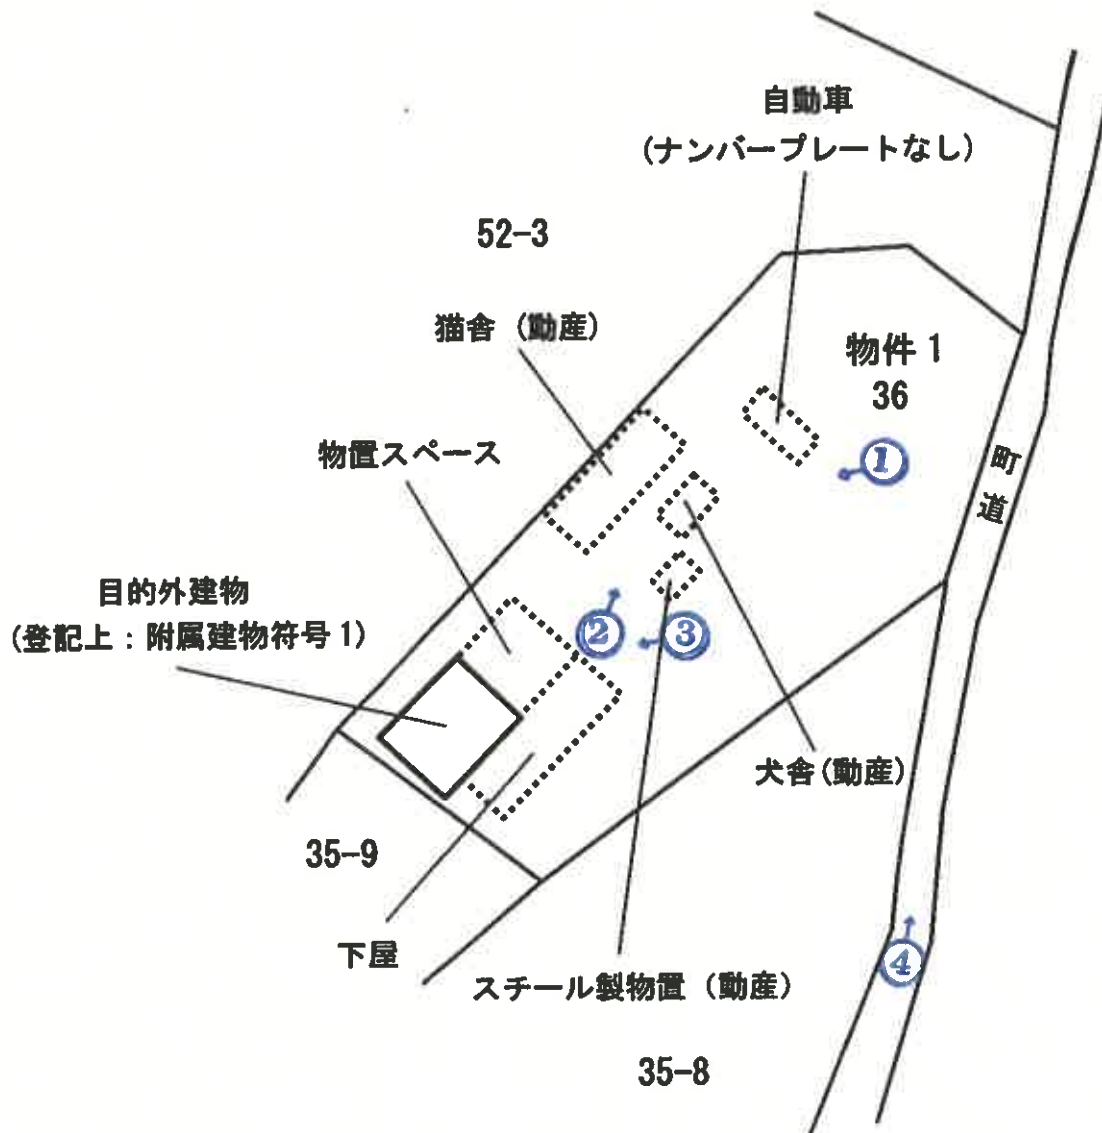 自動車
(ナンバープレートなし)
52-3
猫舎（動産）
物件1
36
物置スペース
①
町道
目的外建物
(登記上：附属建物符号1)
②
③
犬舎(動産)
35-9
下屋
スチール製物置（動産）
④
35-8